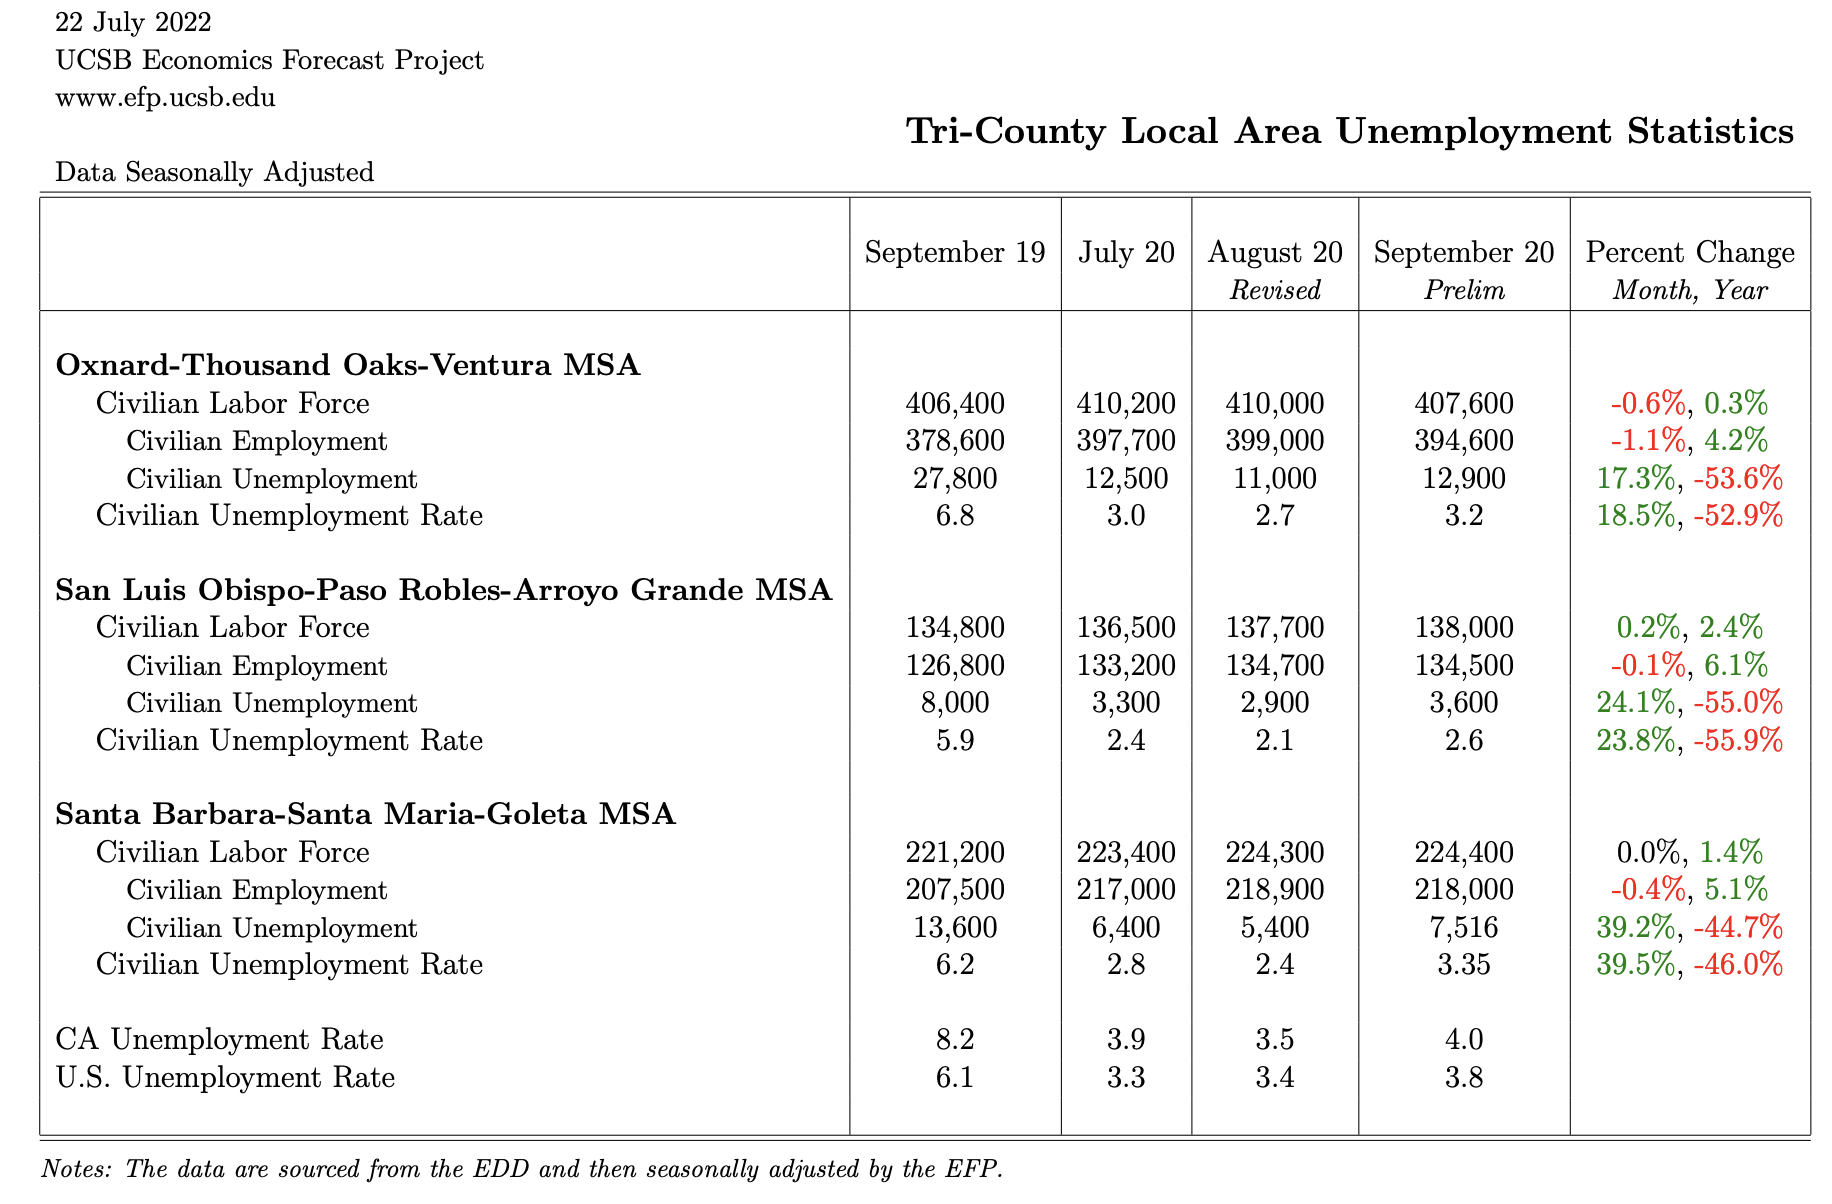 22 July 2022
UCSB Economics Forecast Project
www.efp.ucsb.edu
Tri-County Local Area Unemployment Statistics
Data Seasonally Adjusted
September 19 July 20 August 20 September 20 Percent Change
Revised Prelim Month, Year
Oxnard-Thousand Oaks-Ventura MSA
Civilian Labor Force 406,400 410,200 410,000 407,600 -0.6%, 0.3%
Civilian Employment 378,600 397,700 399,000 394,600 -1.1%, 4.2%
Civilian Unemployment 27,800 12,500 11,000 12,900 17.3%, -53.6%
Civilian Unemployment Rate 6.8 3.0 2.7 3.2 18.5%, -52.9%
San Luis Obispo-Paso Robles-Arroyo Grande MSA
Civilian Labor Force 134,800 136,500 137,700 138,000 0.2%, 2.4%
Civilian Employment 126,800 133,200 134,700 134,500 -0.1%, 6.1%
Civilian Unemployment 8,000 3,300 2,900 3,600 24.1%, -55.0%
Civilian Unemployment Rate 5.9 2.4 2.1 2.6 23.8%, -55.9%
Santa Barbara-Santa Maria-Goleta MSA
Civilian Labor Force 221,200 223,400 224,300 224,400 0.0%, 1.4%
Civilian Employment 207,500 217,000 218,900 218,000 -0.4%, 5.1%
Civilian Unemployment 13,600 6,400 5,400 7,516 39.2%, -44.7%
Civilian Unemployment Rate 6.2 2.8 2.4 3.35 39.5%, -46.0%
CA Unemployment Rate 8.2 3.9 3.5 4.0
U.S. Unemployment Rate 6.1 3.3 3.4 3.8
Notes: The data are sourced from the EDD and then seasonally adjusted by the EFP.